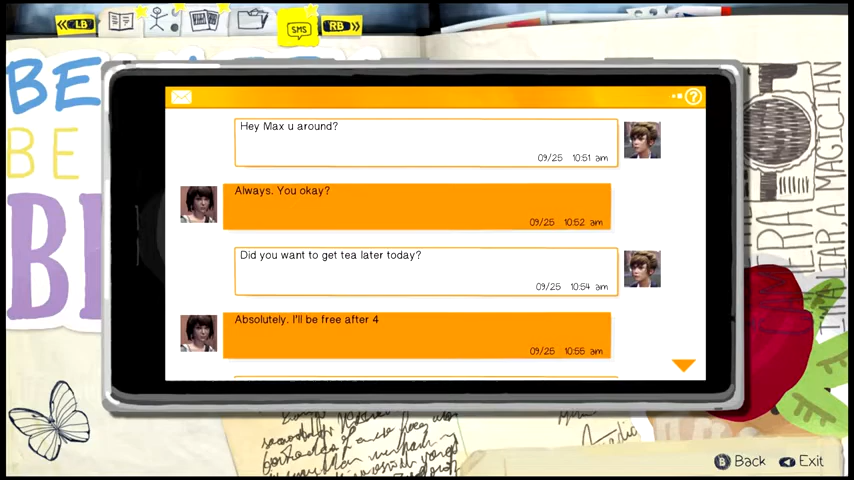 LB
SMS
RB
BE
BE
Hey Max u around?
09/25 10:51 am
Always. You okay?
09/25 10:52 am
Did you want to get tea later today?
09/25 10:54 am
Absolutely. I'll be free after 4
09/25 10:55 am
I'M A LIAR, A MAGICIAN
B Back
Exit